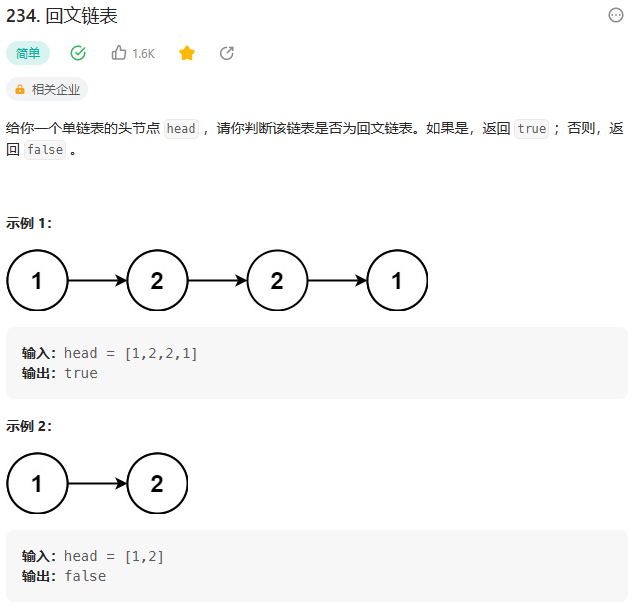 234. 回文链表
简单
1.6K
相关企业
给你一个单链表的头节点 head ，请你判断该链表是否为回文链表。如果是，返回 true ；否则，返
回 false 。
示例 1：
1 2 2 1
输入：head = [1,2,2,1]
输出：true
示例 2：
1 2
输入：head = [1,2]
输出：false